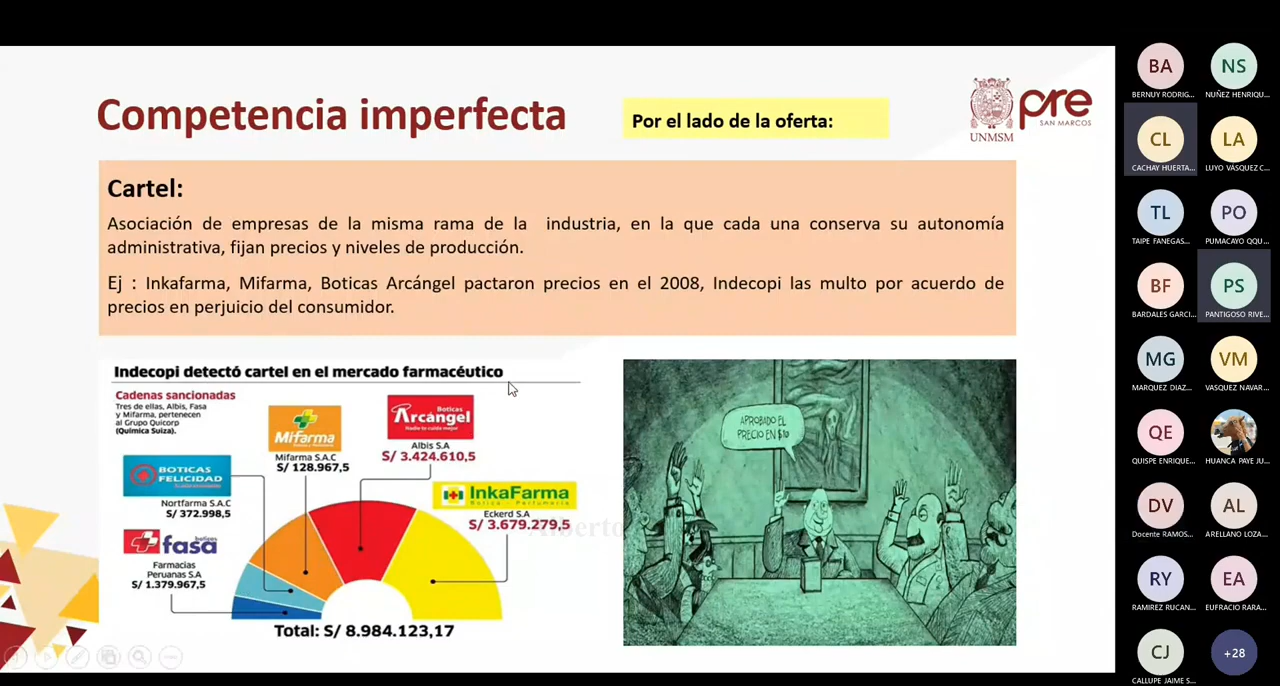 Competencia imperfecta
Por el lado de la oferta:
UNMSM
pre
SAN MARCOS
Cartel:
Asociación de empresas de la misma rama de la industria, en la que cada una conserva su autonomía
administrativa, fijan precios y niveles de producción.
Ej : Inkafarma, Mifarma, Boticas Arcángel pactaron precios en el 2008, Indecopi las multo por acuerdo de
precios en perjuicio del consumidor.
Indecopi detectó cartel en el mercado farmacéutico
Cadenas sancionadas
Tres de ellas, Albis, Fasa
y Mifarma, pertenecen
al Grupo Quicorp
(Química Suiza).
Mifarma
Mifarma S.A.C
S/ 128.967,5
Boticas
Arcángel
Albis S.A
S/ 3.424.610,5
BOTICAS
FELICIDAD
Nortfarma S.A.C
S/ 372.998,5
InkaFarma
Eckerd S.A
S/ 3.679.279,5
boticas
fasa
Farmacias
Peruanas S.A
S/ 1.379.967,5
Total: S/ 8.984.123,17
Alberto
APROBADO EL
PRECIO EN $10
BA
BERNUY RODRIG...
NS
NUÑEZ HENRIQU...
CL
CACHAY HUERTA...
LA
LUYO VASQUEZ C...
TL
TAIPE FANEGAS...
PO
PUMACAYO QQU...
BF
BARDALES GARCI...
PS
PANTIGOSO RIVE...
MG
MARQUEZ DIAZ...
VM
VASQUEZ NAVAR...
QE
QUISPE ENRIQUE...
HUANCA PAYE JU...
DV
Docente RAMOS...
AL
ARELLANO LOZA...
RY
RAMIREZ RUCAN...
EA
EUFRACIO RARA...
CJ
CALLUPE JAIME S...
+28